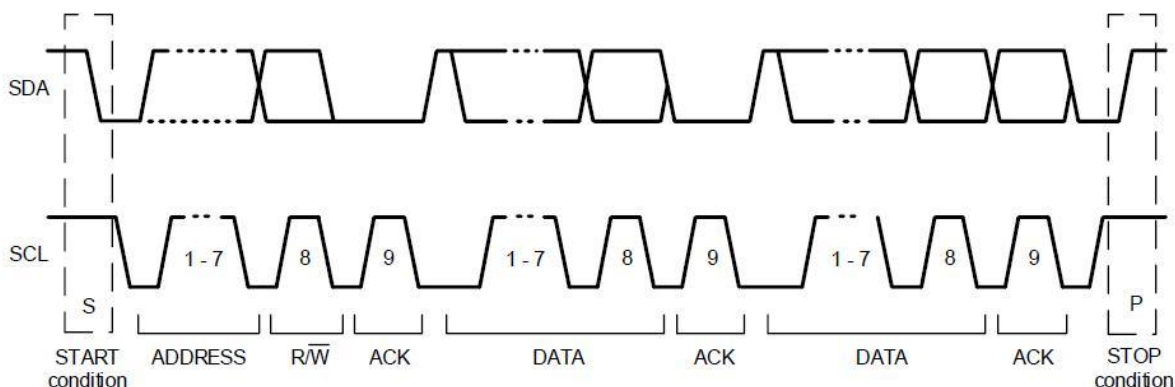 SDA
SCL
1 - 7 8 9 1 - 7 8 9 1 - 7 8 9
S P
START condition ADDRESS R/W̅ ACK DATA ACK DATA ACK STOP condition